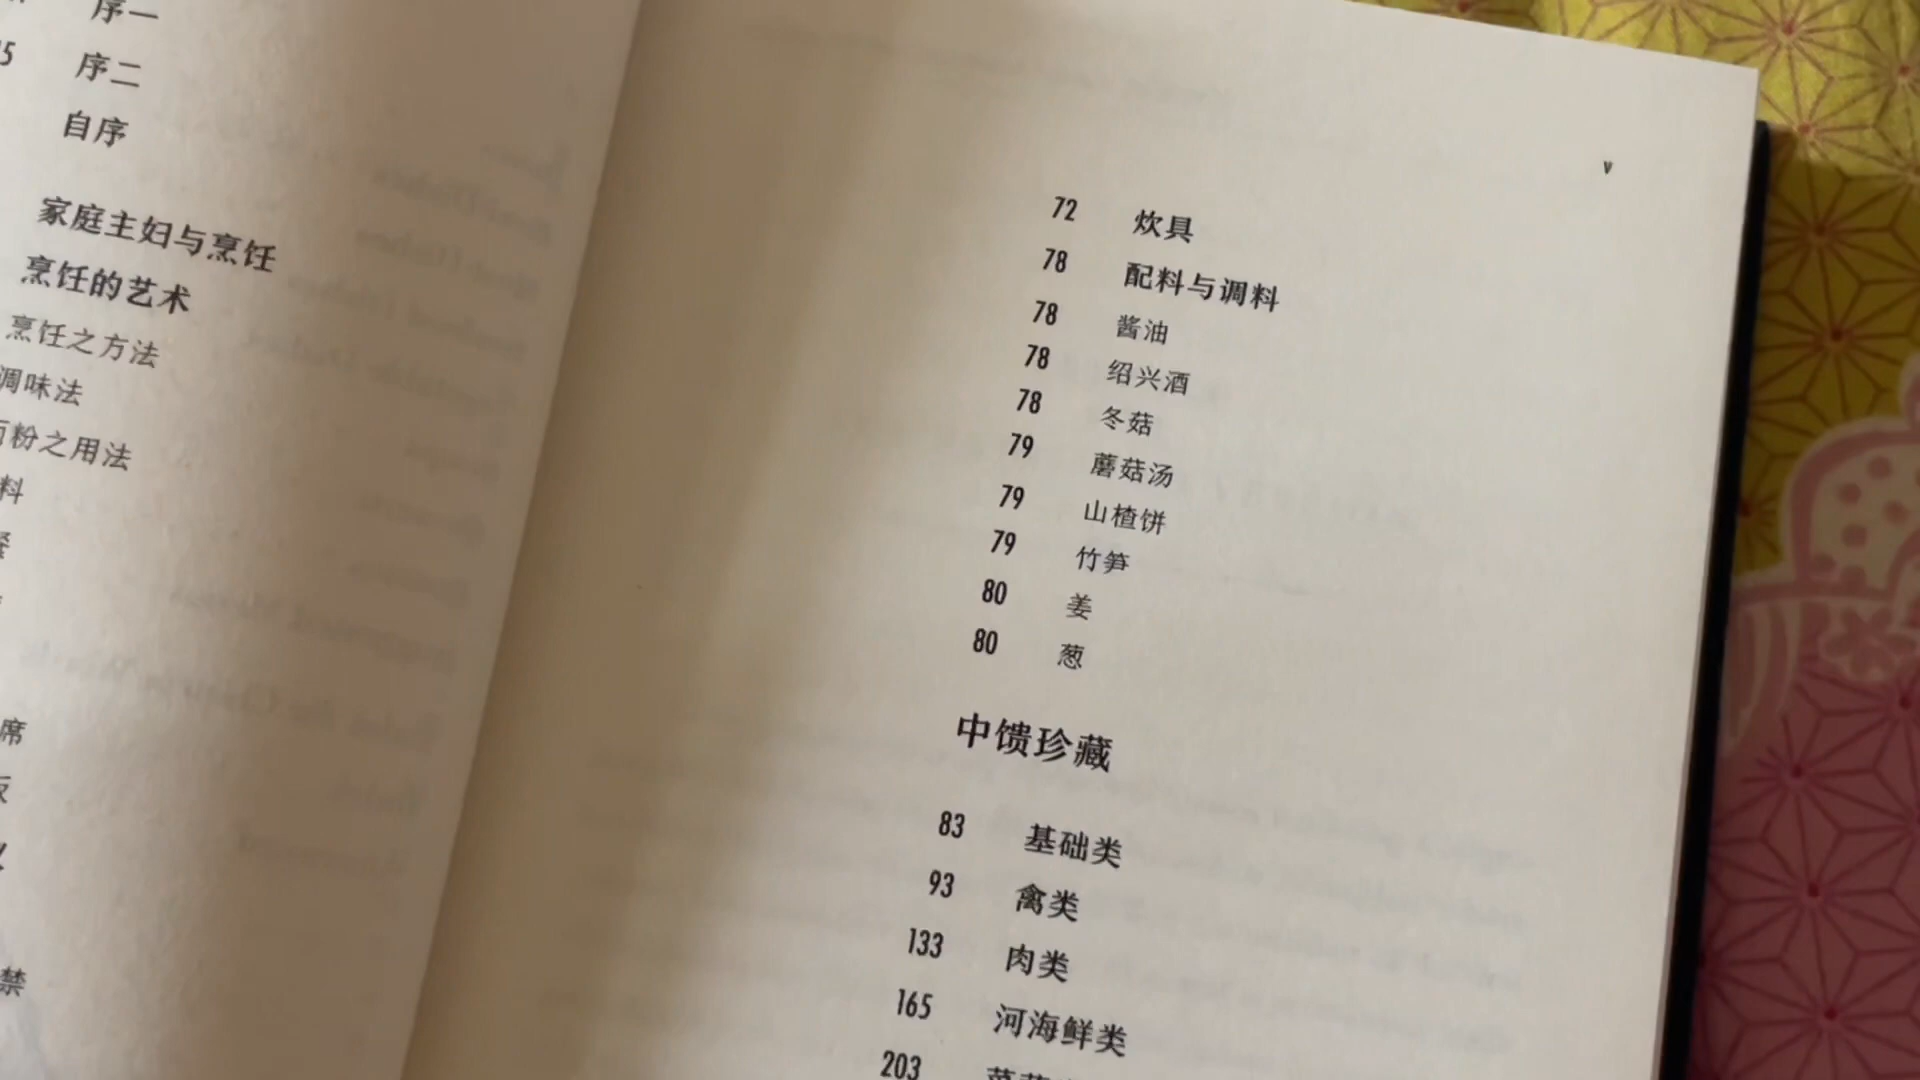 序一
15 序二
自序
家庭主妇与烹饪
烹饪的艺术
烹饪之方法
调味法
粉之用法
料
席
禁
v
72 炊具
78 配料与调料
78 酱油
78 绍兴酒
78 冬菇
79 蘑菇汤
79 山楂饼
79 竹笋
80 姜
80 葱
中馈珍藏
83 基础类
93 禽类
133 肉类
165 河海鲜类
203